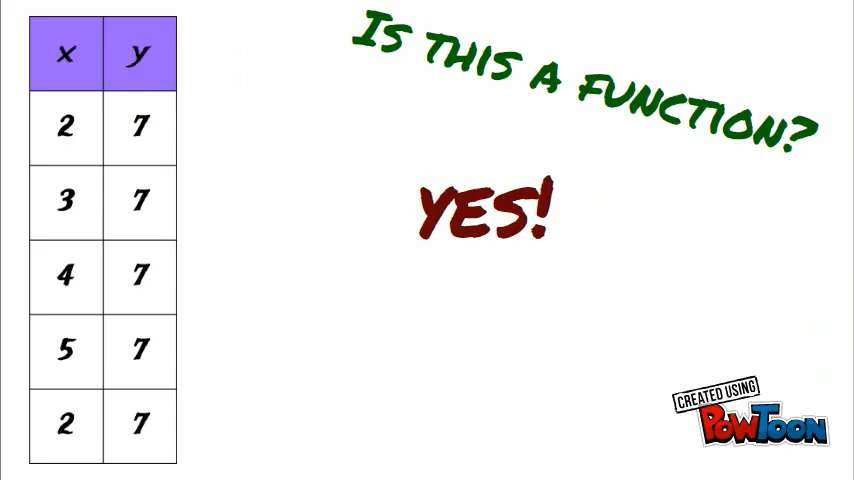 x y
2 7
3 7
4 7
5 7
2 7
Is this a function?
YES!
CREATED USING
POWTOON